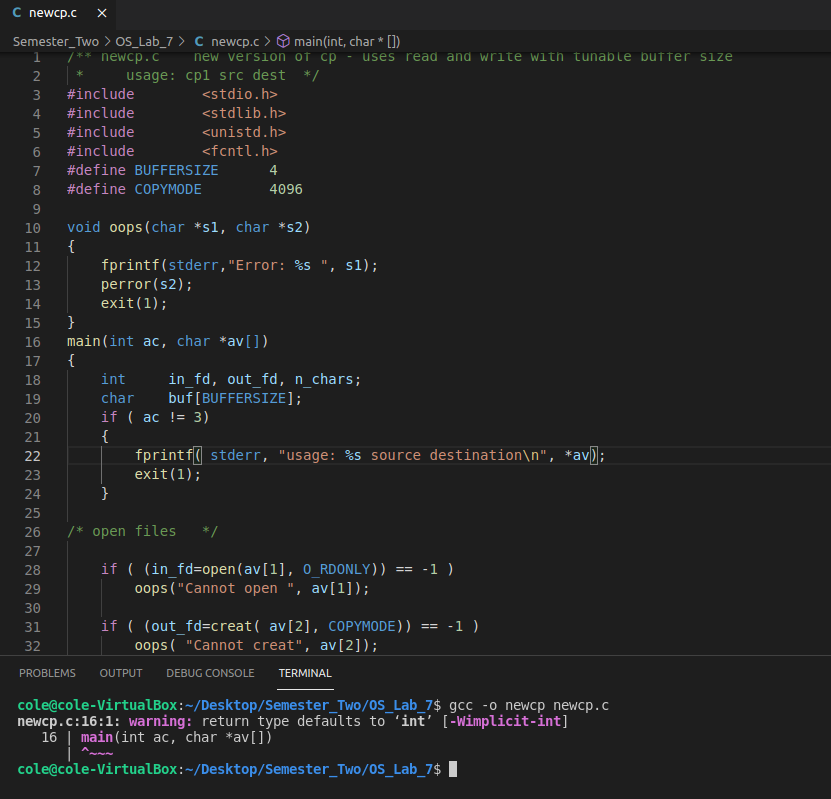 C newcp.c ×
Semester_Two > OS_Lab_7 > C newcp.c > main(int, char * [])
1 /** newcp.c    new version of cp - uses read and write with tunable buffer size
2  *     usage: cp1 src dest  */
3 #include        <stdio.h>
4 #include        <stdlib.h>
5 #include        <unistd.h>
6 #include        <fcntl.h>
7 #define BUFFERSIZE      4
8 #define COPYMODE        4096
9
10 void oops(char *s1, char *s2)
11 {
12     fprintf(stderr,"Error: %s ", s1);
13     perror(s2);
14     exit(1);
15 }
16 main(int ac, char *av[])
17 {
18     int     in_fd, out_fd, n_chars;
19     char    buf[BUFFERSIZE];
20     if ( ac != 3)
21     {
22         fprintf( stderr, "usage: %s source destination\n", *av);
23         exit(1);
24     }
25
26 /* open files   */
27
28     if ( (in_fd=open(av[1], O_RDONLY)) == -1 )
29         oops("Cannot open ", av[1]);
30
31     if ( (out_fd=creat( av[2], COPYMODE)) == -1 )
32         oops( "Cannot creat", av[2]);
PROBLEMS OUTPUT DEBUG CONSOLE TERMINAL
cole@cole-VirtualBox:~/Desktop/Semester_Two/OS_Lab_7$ gcc -o newcp newcp.c
newcp.c:16:1: warning: return type defaults to ‘int’ [-Wimplicit-int]
   16 | main(int ac, char *av[])
      | ^~~~
cole@cole-VirtualBox:~/Desktop/Semester_Two/OS_Lab_7$